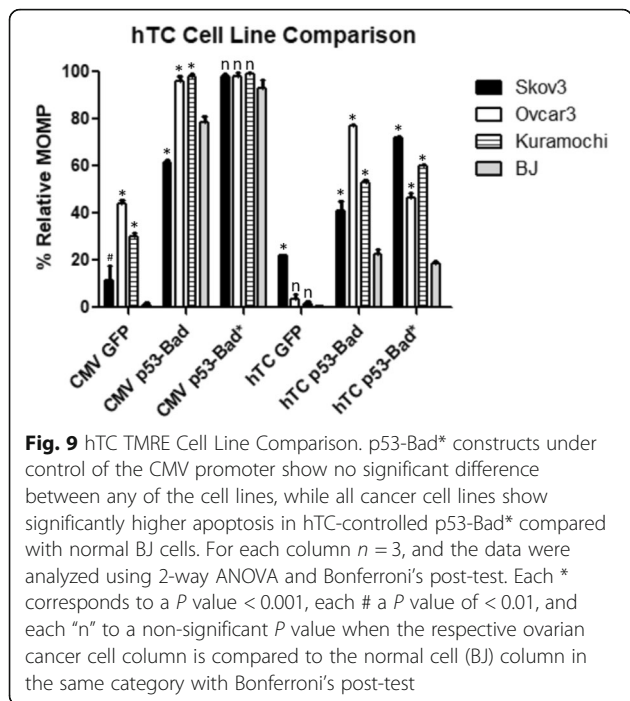 hTC Cell Line Comparison
% Relative MOMP
100
80
60
40
20
0
# * *
* * *
n n n
* n n
* * *
* * *
Skov3
Ovcar3
Kuramochi
BJ
CMV GFP
CMV p53-Bad
CMV p53-Bad*
hTC GFP
hTC p53-Bad
hTC p53-Bad*
Fig. 9 hTC TMRE Cell Line Comparison. p53-Bad* constructs under
control of the CMV promoter show no significant difference
between any of the cell lines, while all cancer cell lines show
significantly higher apoptosis in hTC-controlled p53-Bad* compared
with normal BJ cells. For each column n = 3, and the data were
analyzed using 2-way ANOVA and Bonferroni's post-test. Each *
corresponds to a P value < 0.001, each # a P value of < 0.01, and
each “n” to a non-significant P value when the respective ovarian
cancer cell column is compared to the normal cell (BJ) column in
the same category with Bonferroni's post-test